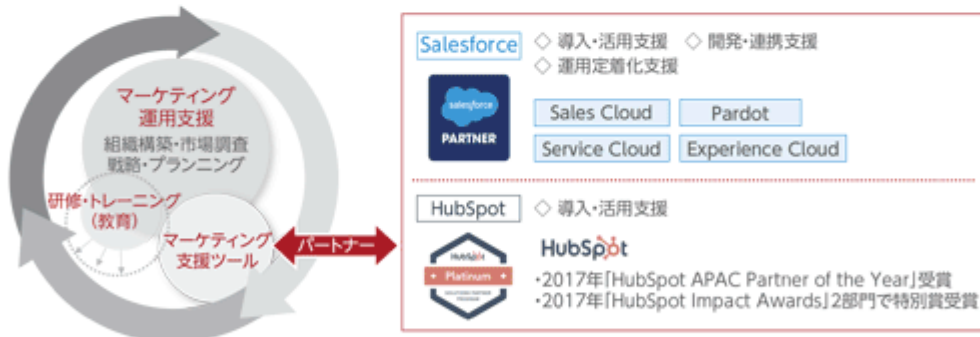 マーケティング
運用支援
組織構築・市場調査
戦略・プランニング
研修・トレーニング
(教育)
マーケティング
支援ツール
パートナー
Salesforce ◇ 導入・活用支援 ◇ 開発・連携支援
◇ 運用定着化支援
salesforce
PARTNER
Sales Cloud Pardot
Service Cloud Experience Cloud
HubSpot ◇ 導入・活用支援
HubSpot
Platinum
SOLUTIONS PARTNER
PROGRAM
HubSpot
・2017年「HubSpot APAC Partner of the Year」受賞
・2017年「HubSpot Impact Awards」2部門で特別賞受賞